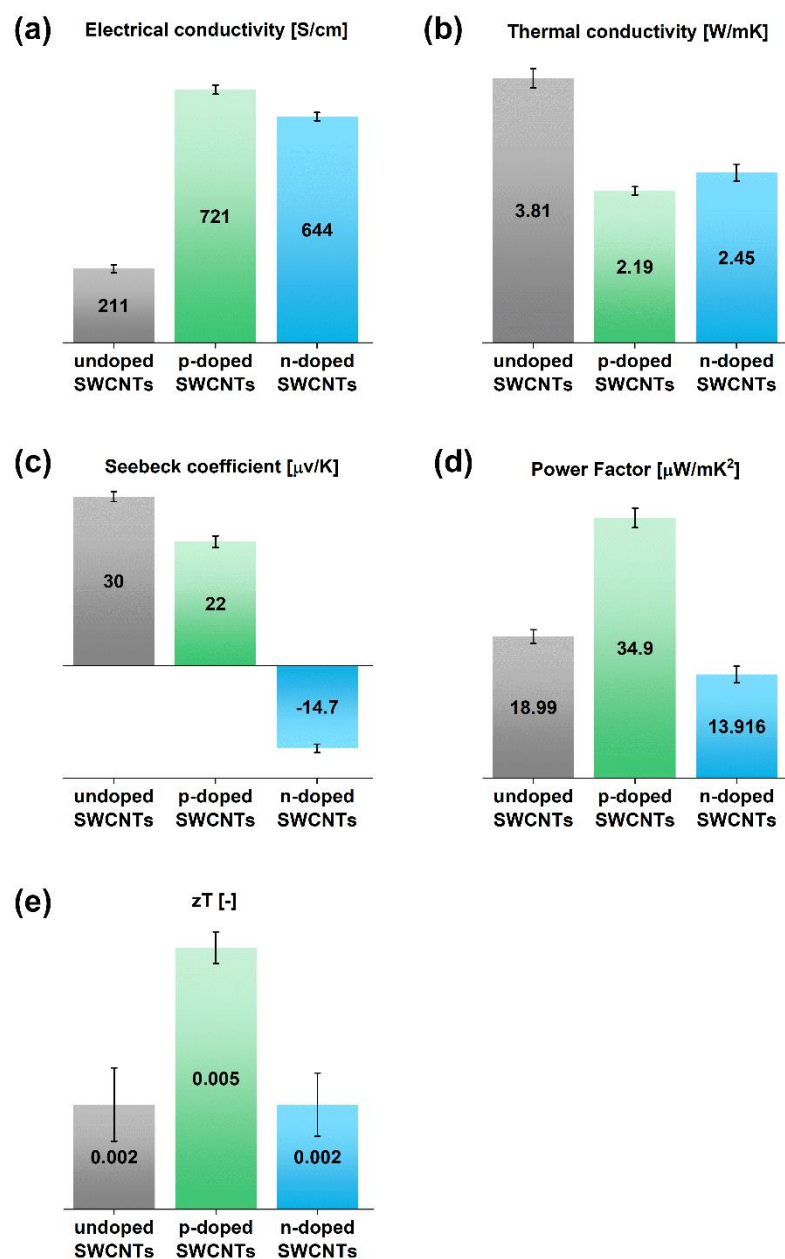 (a)
Electrical conductivity [S/cm]
211
721
644
undoped SWCNTs
p-doped SWCNTs
n-doped SWCNTs
(b)
Thermal conductivity [W/mK]
3.81
2.19
2.45
undoped SWCNTs
p-doped SWCNTs
n-doped SWCNTs
(c)
Seebeck coefficient [μv/K]
30
22
-14.7
undoped SWCNTs
p-doped SWCNTs
n-doped SWCNTs
(d)
Power Factor [μW/mK²]
18.99
34.9
13.916
undoped SWCNTs
p-doped SWCNTs
n-doped SWCNTs
(e)
zT [-]
0.002
0.005
0.002
undoped SWCNTs
p-doped SWCNTs
n-doped SWCNTs